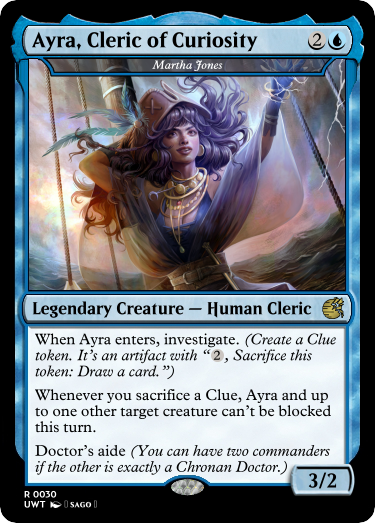 Ayra, Cleric of Curiosity 2
Martha Jones
Legendary Creature — Human Cleric
When Ayra enters, investigate. (Create a Clue
token. It's an artifact with “2, Sacrifice this
token: Draw a card.”)
Whenever you sacrifice a Clue, Ayra and up
to one other target creature can't be blocked
this turn.
Doctor's aide (You can have two commanders
if the other is exactly a Chronan Doctor.)
3/2
R 0030
UWT SAGO